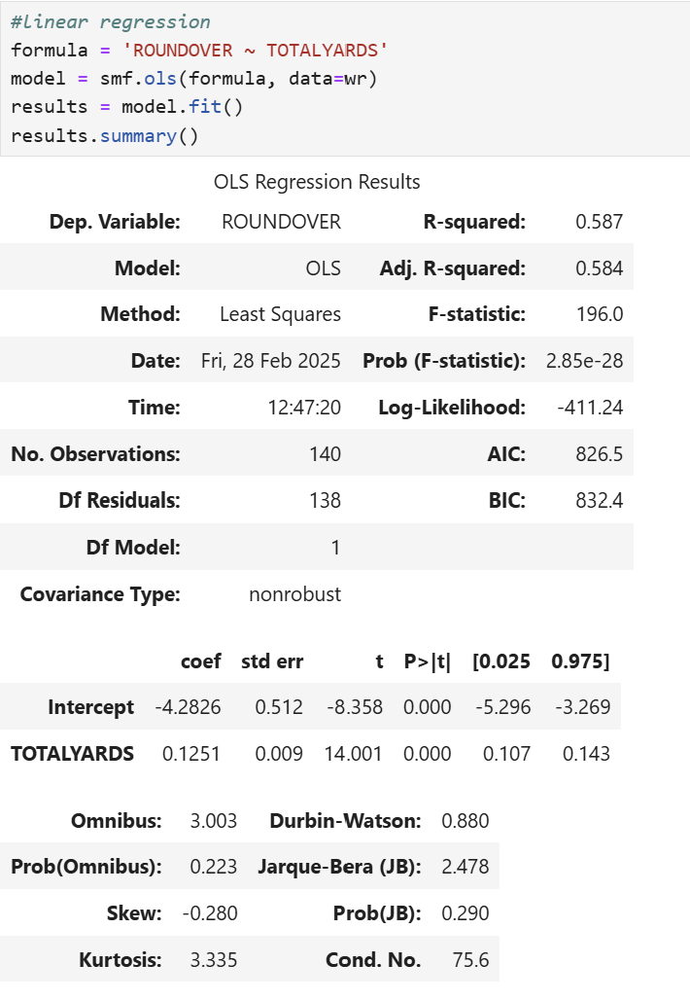 #linear regression
formula = 'ROUNDOVER ~ TOTALYARDS'
model = smf.ols(formula, data=wr)
results = model.fit()
results.summary()
OLS Regression Results
Dep. Variable: ROUNDOVER R-squared: 0.587
Model: OLS Adj. R-squared: 0.584
Method: Least Squares F-statistic: 196.0
Date: Fri, 28 Feb 2025 Prob (F-statistic): 2.85e-28
Time: 12:47:20 Log-Likelihood: -411.24
No. Observations: 140 AIC: 826.5
Df Residuals: 138 BIC: 832.4
Df Model: 1
Covariance Type: nonrobust
coef std err t P>|t| [0.025 0.975]
Intercept -4.2826 0.512 -8.358 0.000 -5.296 -3.269
TOTALYARDS 0.1251 0.009 14.001 0.000 0.107 0.143
Omnibus: 3.003 Durbin-Watson: 0.880
Prob(Omnibus): 0.223 Jarque-Bera (JB): 2.478
Skew: -0.280 Prob(JB): 0.290
Kurtosis: 3.335 Cond. No. 75.6